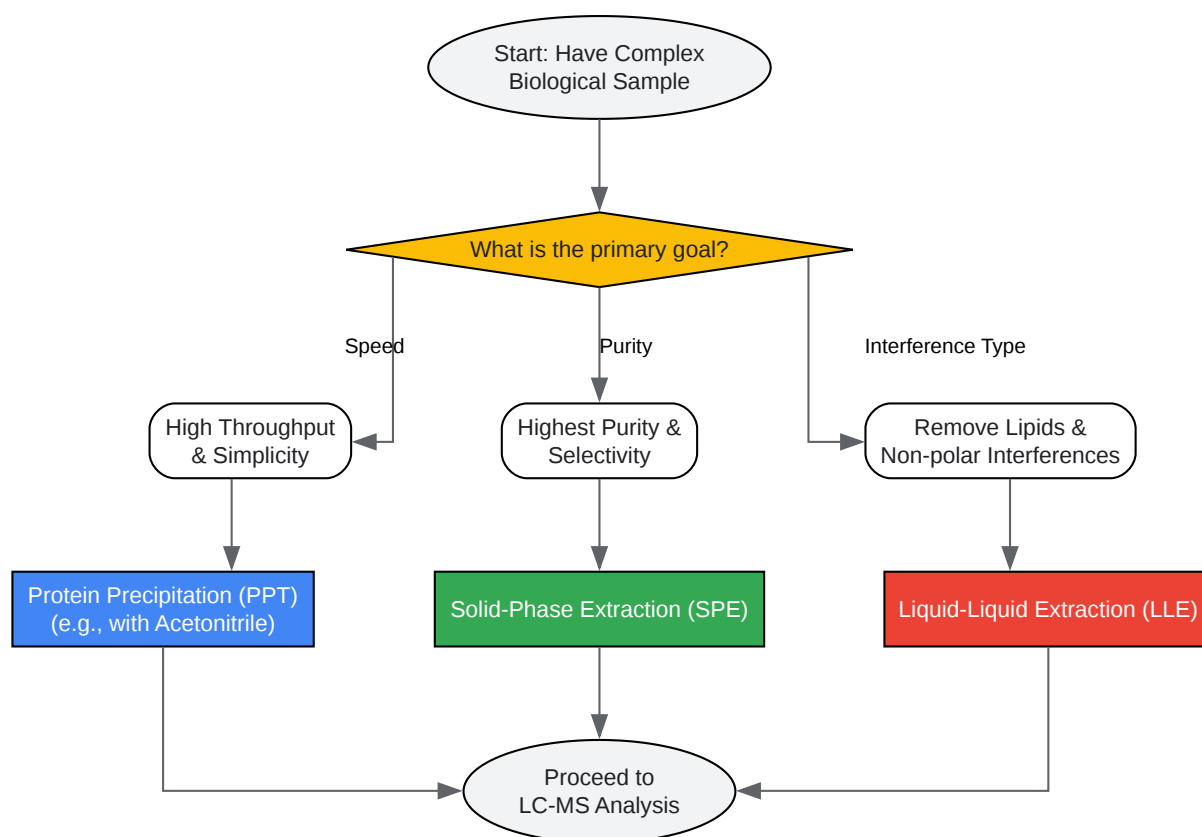 Start: Have Complex
Biological Sample
What is the primary goal?
Speed
Purity
Interference Type
High Throughput
& Simplicity
Highest Purity &
Selectivity
Remove Lipids &
Non-polar Interferences
Protein Precipitation (PPT)
(e.g., with Acetonitrile)
Solid-Phase Extraction (SPE)
Liquid-Liquid Extraction (LLE)
Proceed to
LC-MS Analysis